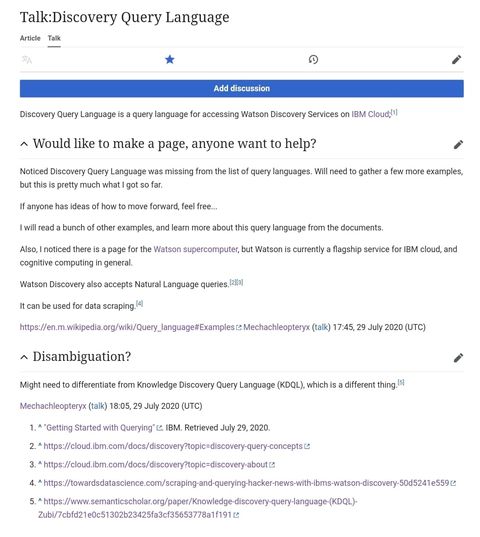 Talk:Discovery Query Language
Article Talk
Add discussion
Discovery Query Language is a query language for accessing Watson Discovery Services on IBM Cloud;[1]
Would like to make a page, anyone want to help?
Noticed Discovery Query Language was missing from the list of query languages. Will need to gather a few more examples,
but this is pretty much what I got so far.
If anyone has ideas of how to move forward, feel free...
I will read a bunch of other examples, and learn more about this query language from the documents.
Also, I noticed there is a page for the Watson supercomputer, but Watson is currently a flagship service for IBM cloud, and
cognitive computing in general.
Watson Discovery also accepts Natural Language queries.[2][3]
It can be used for data scraping.[4]
https://en.m.wikipedia.org/wiki/Query_language#Examples Mechachleopteryx (talk) 17:45, 29 July 2020 (UTC)
Disambiguation?
Might need to differentiate from Knowledge Discovery Query Language (KDQL), which is a different thing.[5]
Mechachleopteryx (talk) 18:05, 29 July 2020 (UTC)
1. ^ "Getting Started with Querying". IBM. Retrieved July 29, 2020.
2. ^ https://cloud.ibm.com/docs/discovery?topic=discovery-query-concepts
3. ^ https://cloud.ibm.com/docs/discovery?topic=discovery-about
4. ^ https://towardsdatascience.com/scraping-and-querying-hacker-news-with-ibms-watson-discovery-50d5241e559
5. ^ https://www.semanticscholar.org/paper/Knowledge-discovery-query-language-(KDQL)-
Zubi/7cbfd21e0c51302b23425fa3cf35653778a1f191